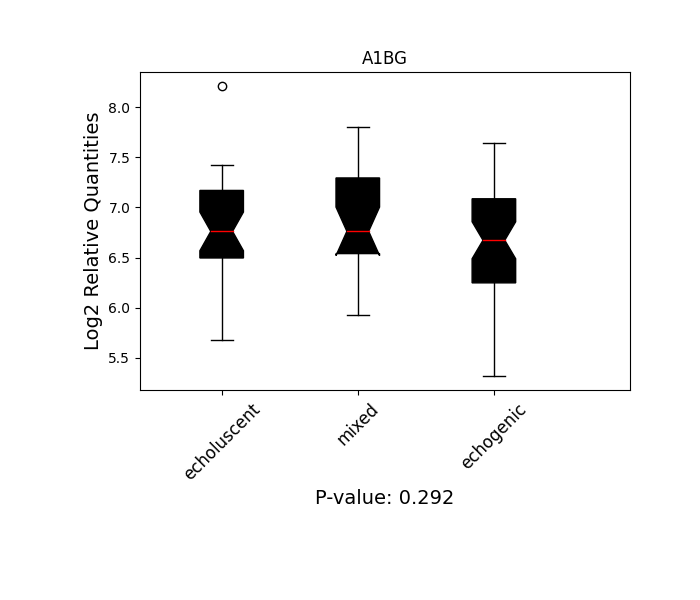 A1BG
Log2 Relative Quantities
8.0
7.5
7.0
6.5
6.0
5.5
echoluscent
mixed
echogenic
P-value: 0.292